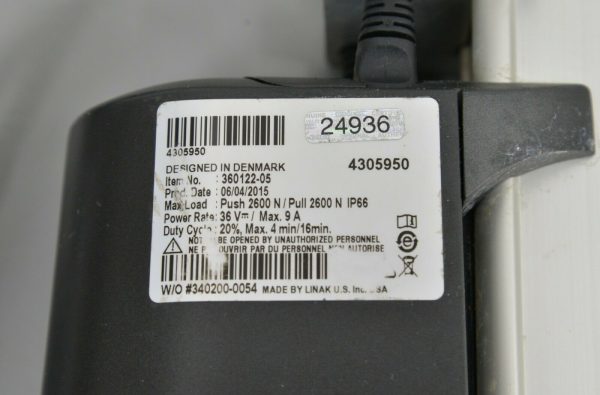 24936
4305950
4305950
DESIGNED IN DENMARK
Item No. : 360122-05
Prod. Date : 06/04/2015
Max Load : Push 2600 N / Pull 2600 N IP66
Power Rate: 36 V / Max. 9 A
Duty Cycle : 20%, Max. 4 min/16min.
NOT BE OPENED BY UNAUTHORIZED PERSONNEL
NE P OUVRIR PAR DU PERSONNEL NON AUTORISE
W/O #340200-0054 MADE BY LINAK U.S. Inc. USA